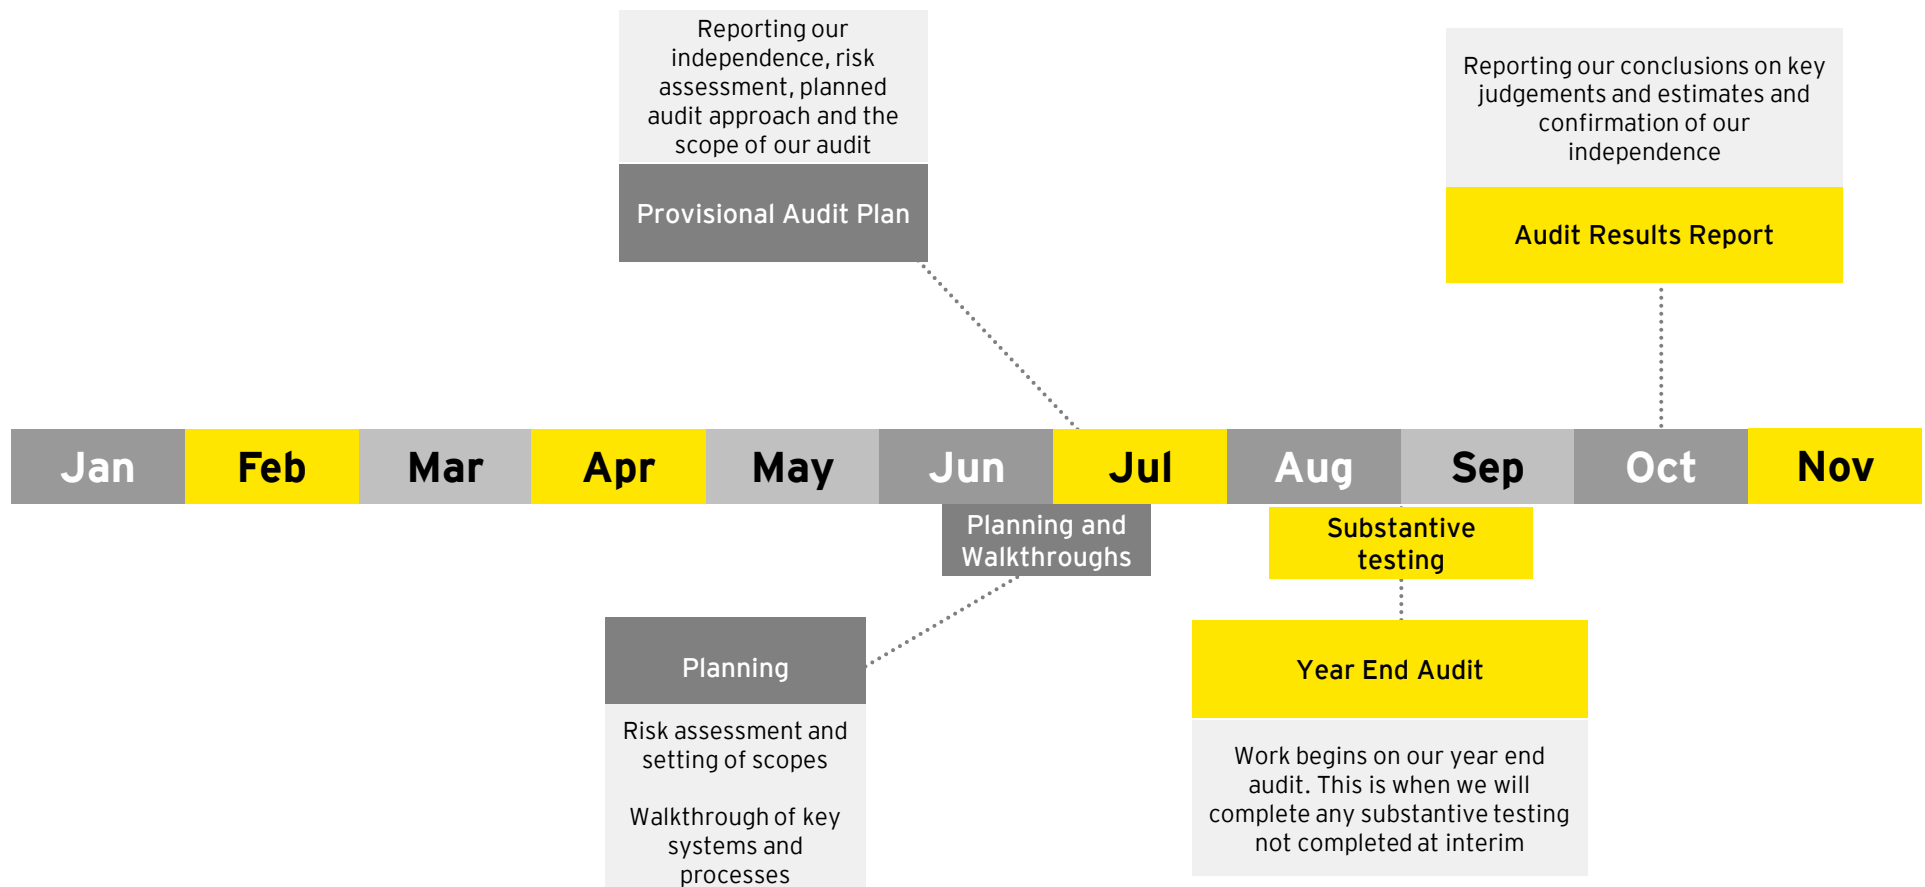 Reporting our
independence, risk
assessment, planned
audit approach and the
scope of our audit
Provisional Audit Plan
Reporting our conclusions on key
judgements and estimates and
confirmation of our
independence
Audit Results Report
Jan
Feb
Mar
Apr
May
Jun
Jul
Aug
Sep
Oct
Nov
Planning and
Walkthroughs
Substantive
testing
Planning
Risk assessment and
setting of scopes
Walkthrough of key
systems and
processes
Year End Audit
Work begins on our year end
audit. This is when we will
complete any substantive testing
not completed at interim